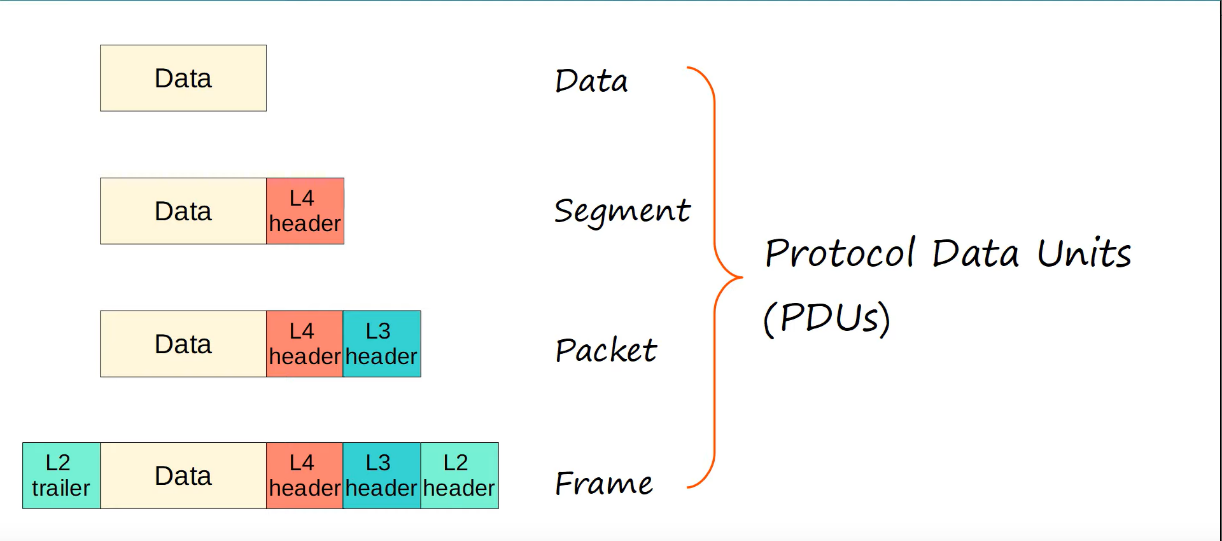 Data
Data
Data
L4
header
Segment
Protocol Data Units
(PDUs)
Data
L4
header
L3
header
Packet
L2
trailer
Data
L4
header
L3
header
L2
header
Frame